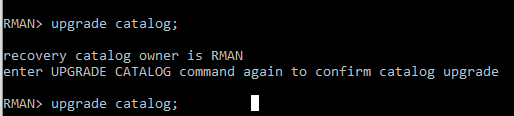 RMAN> upgrade catalog;
recovery catalog owner is RMAN
enter UPGRADE CATALOG command again to confirm catalog upgrade
RMAN> upgrade catalog;